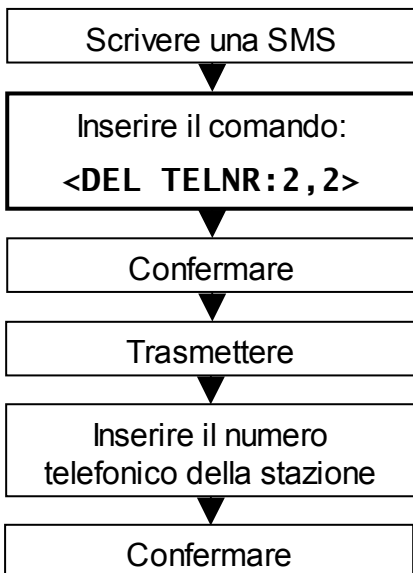 Scrivere una SMS
Inserire il comando:
<DEL TELNR:2,2>
Confermare
Trasmettere
Inserire il numero
telefonico della stazione
Confermare